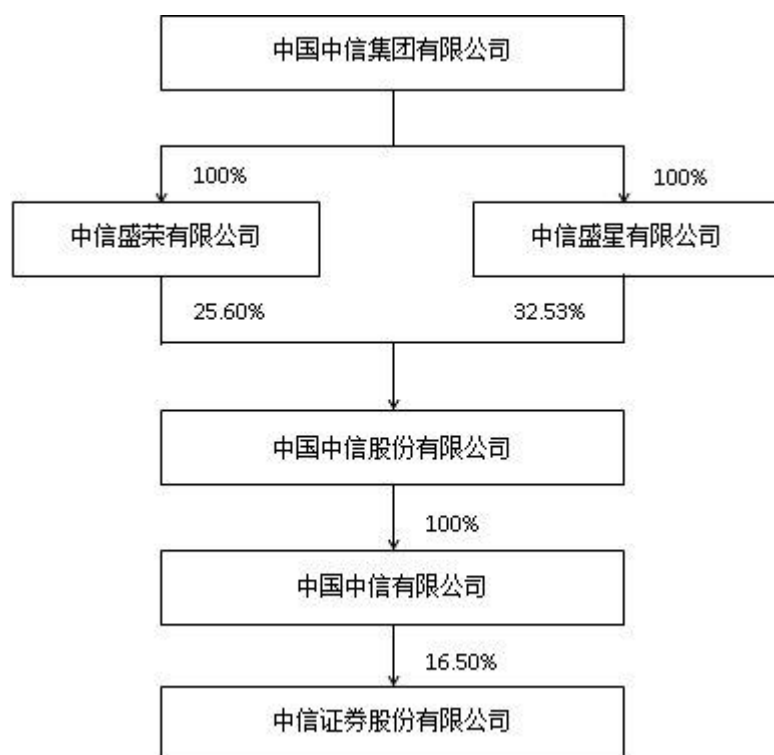 中国中信集团有限公司
100%
100%
中信盛荣有限公司
中信盛星有限公司
25.60%
32.53%
中国中信股份有限公司
100%
中国中信有限公司
16.50%
中信证券股份有限公司